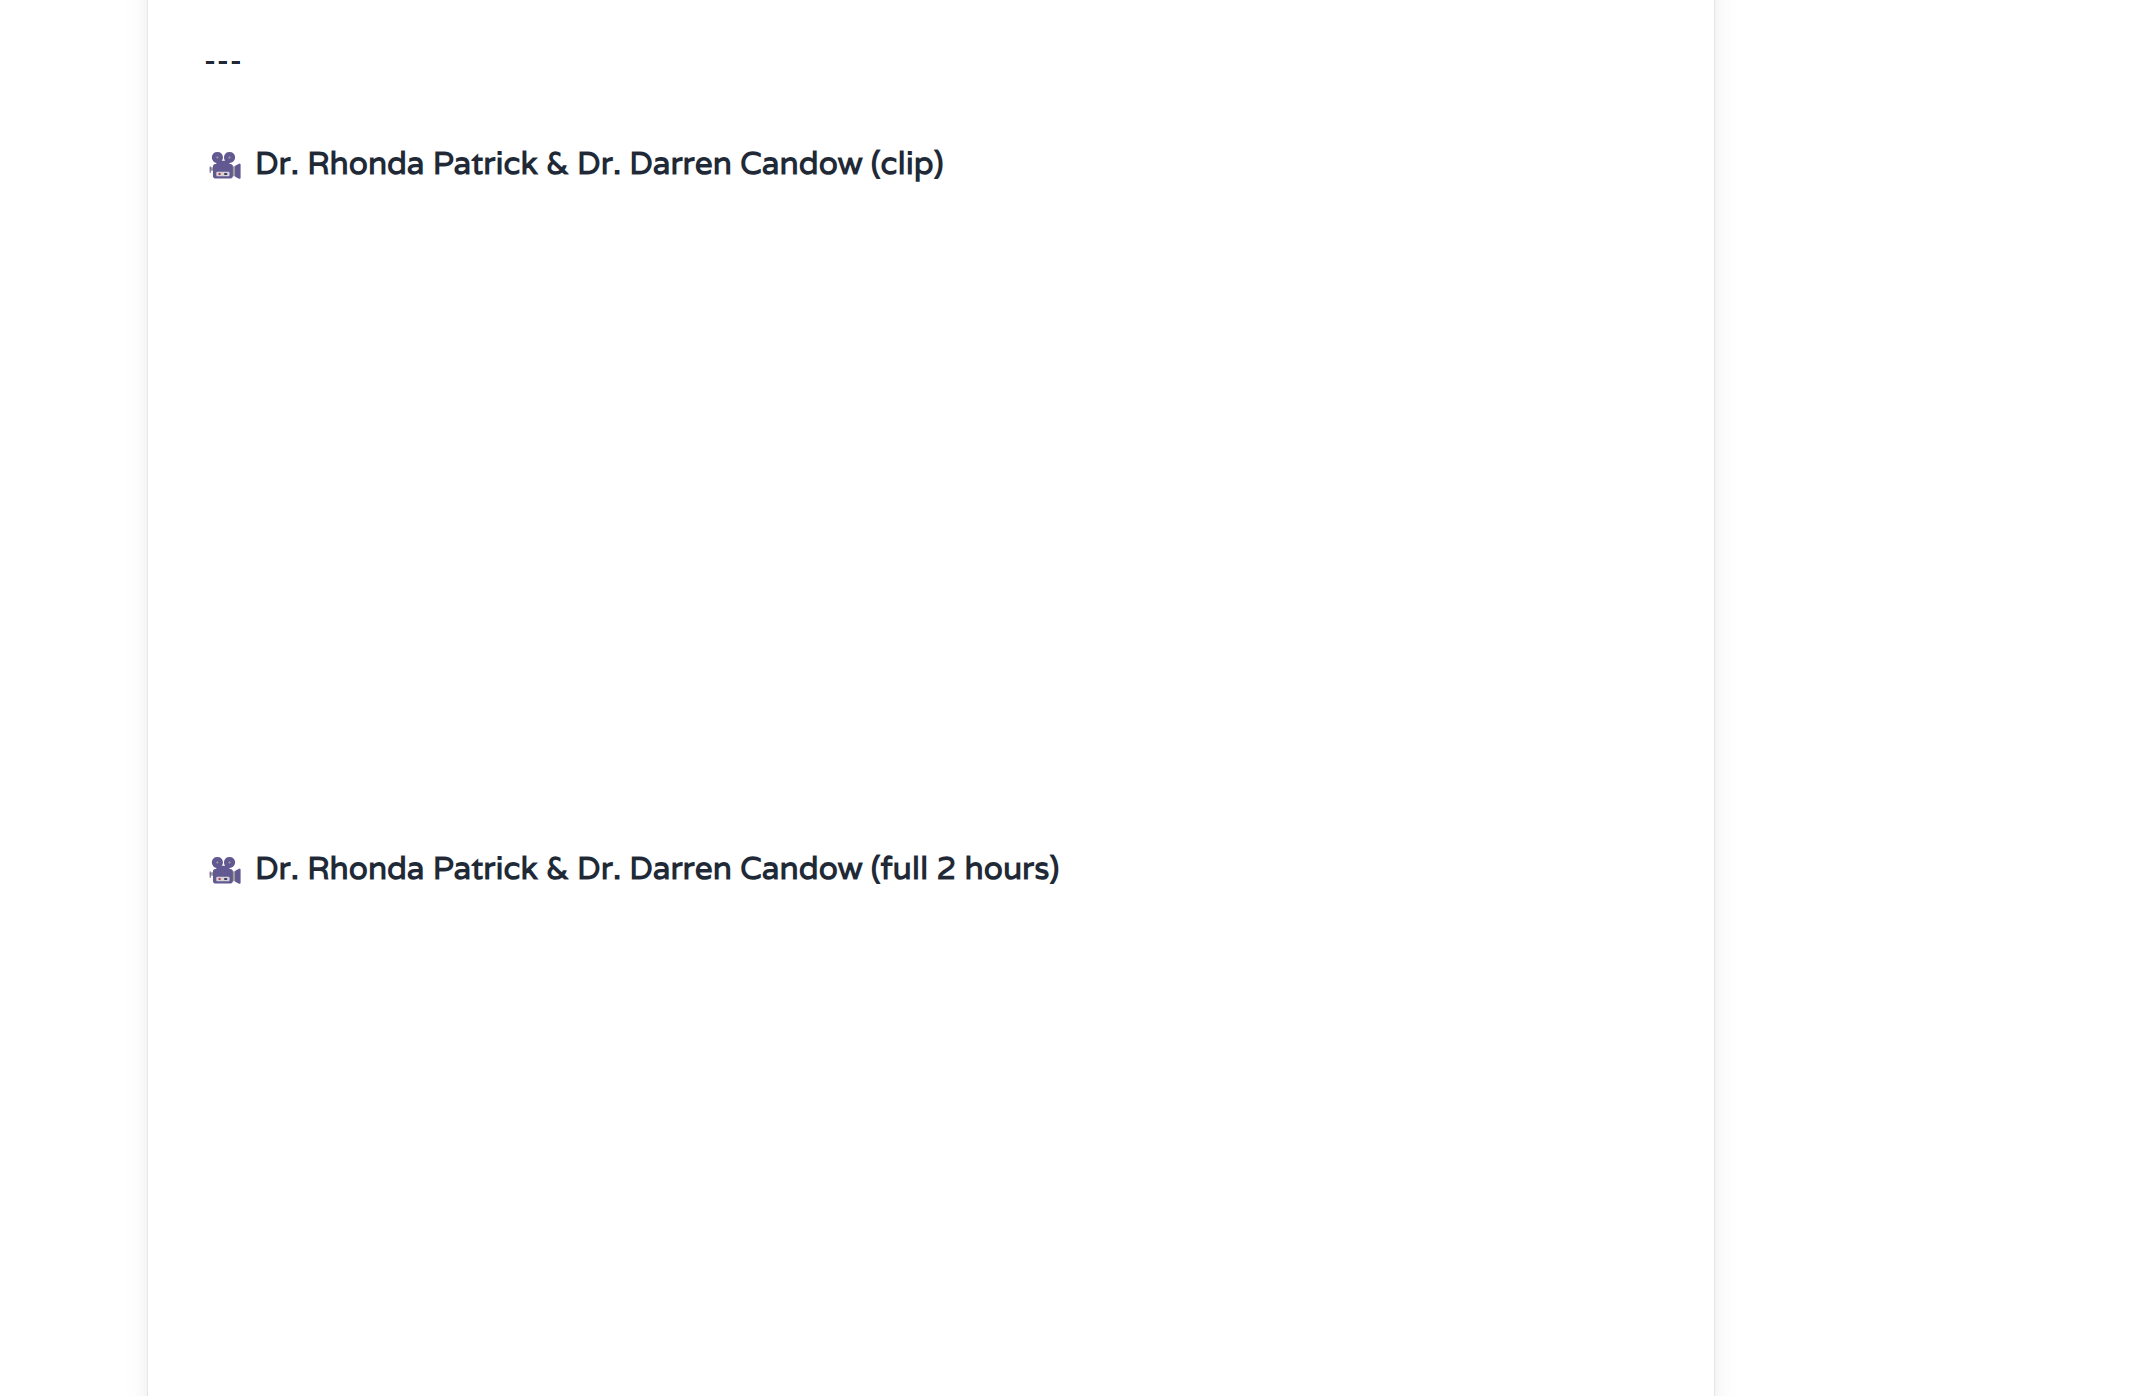 ---
🎥 Dr. Rhonda Patrick & Dr. Darren Candow (clip)
🎥 Dr. Rhonda Patrick & Dr. Darren Candow (full 2 hours)